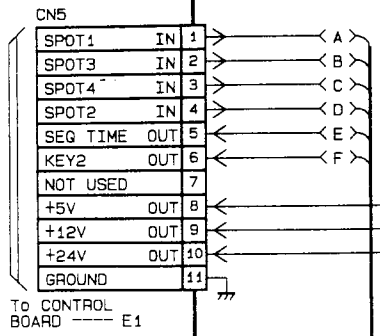 CN5
SPOT1 IN 1 A
SPOT3 IN 2 B
SPOT4 IN 3 C
SPOT2 IN 4 D
SEQ TIME OUT 5 E
KEY2 OUT 6 F
NOT USED 7
+5V OUT 8
+12V OUT 9
+24V OUT 10
GROUND 11
To CONTROL
BOARD ---- E1